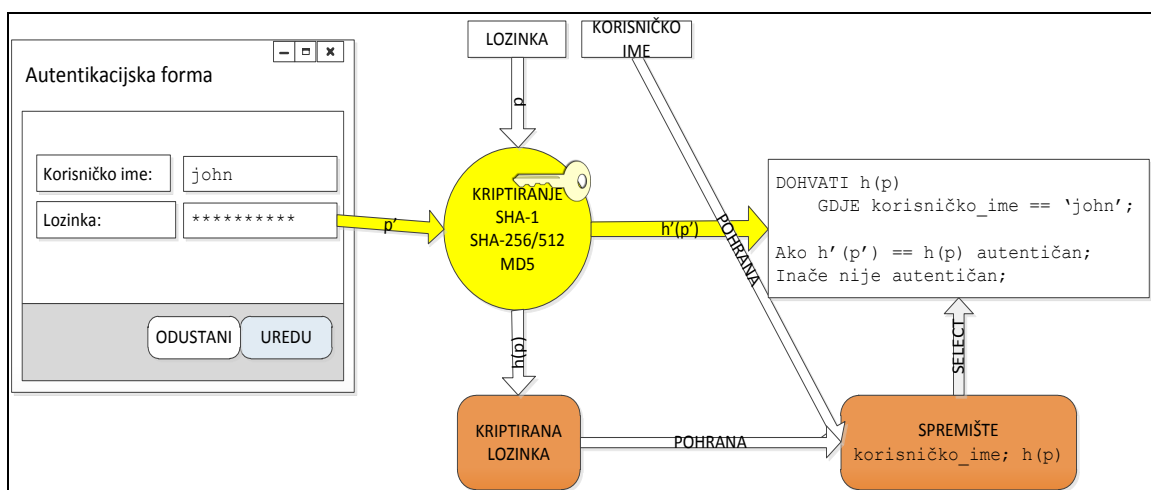 Autentikacijska forma
Korisničko ime:
john
Lozinka:
**********
ODUSTANI
UREDU
p'
LOZINKA
p
KORISNIČKO
IME
KRIPTIRANJE
SHA-1
SHA-256/512
MD5
h'(p')
POHRANA
h(p)
KRIPTIRANA
LOZINKA
POHRANA
DOHVATI h(p)
GDJE korisničko_ime == ‘john’;
Ako h’(p’) == h(p) autentičan;
Inače nije autentičan;
SELECT
SPREMIŠTE
korisničko_ime; h(p)